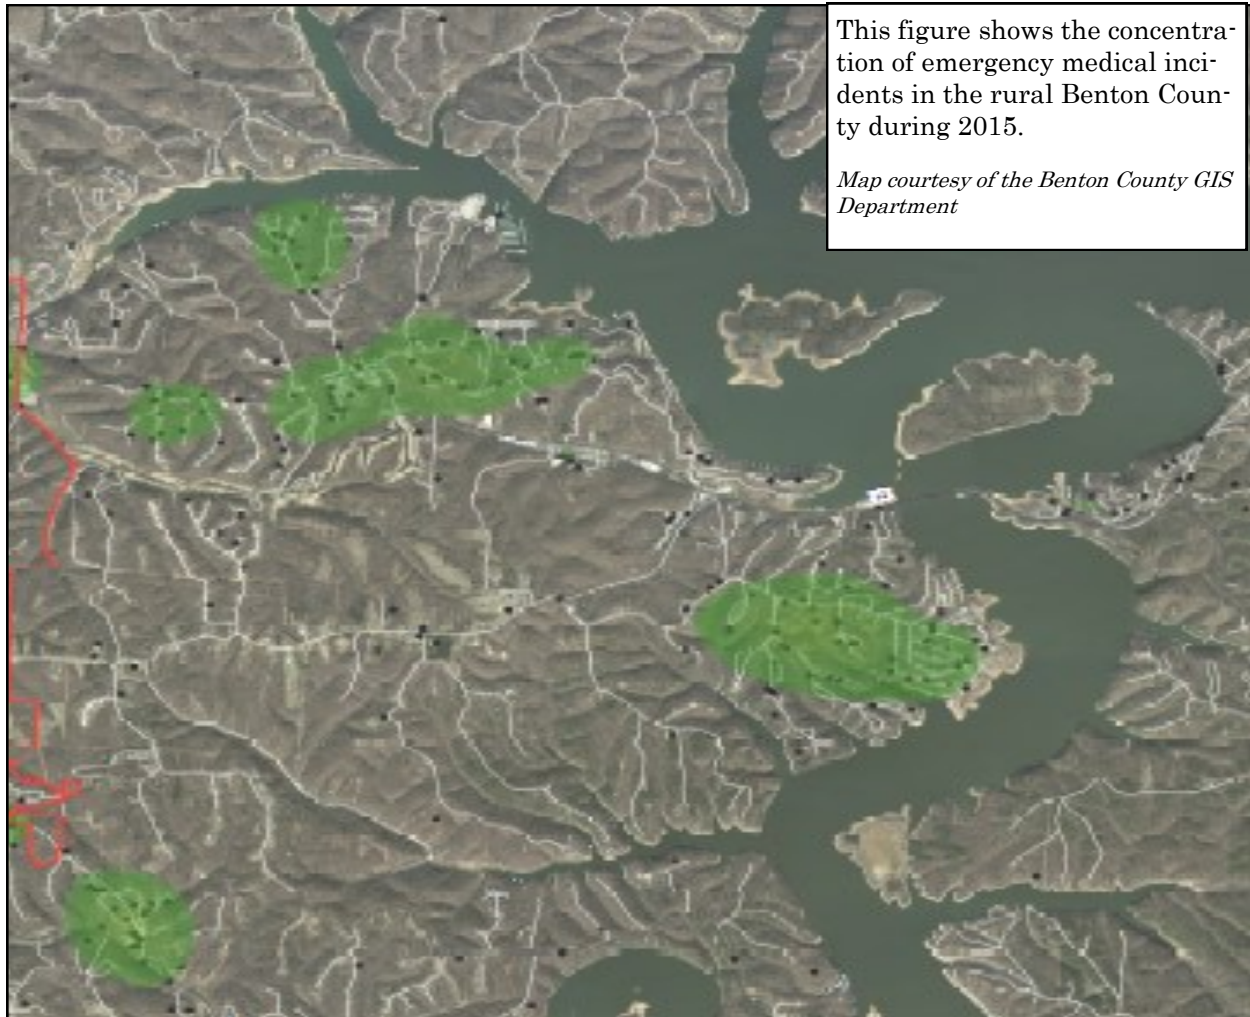 This figure shows the concentra-
tion of emergency medical inci-
dents in the rural Benton Coun-
ty during 2015.
Map courtesy of the Benton County GIS
Department